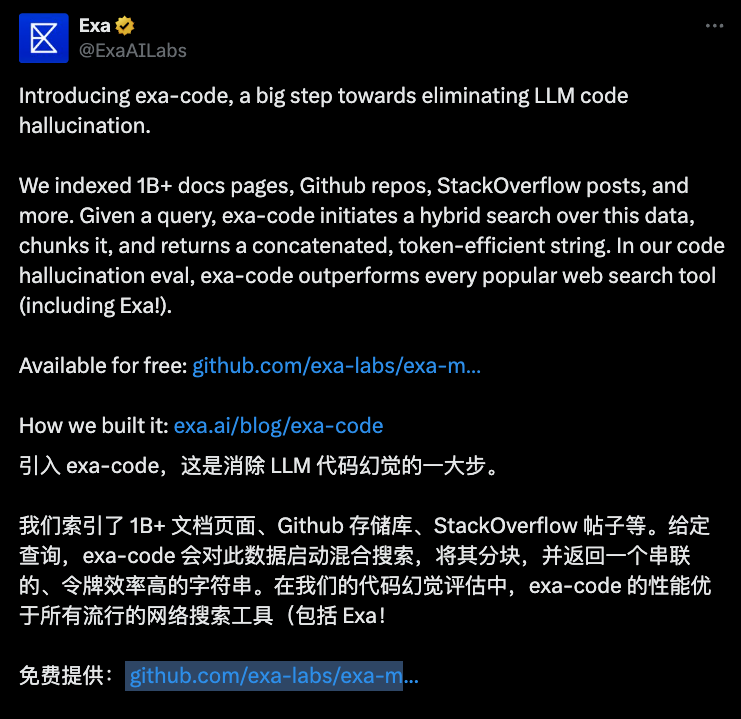 Exa
@ExaAILabs
Introducing exa-code, a big step towards eliminating LLM code
hallucination.
We indexed 1B+ docs pages, Github repos, StackOverflow posts, and
more. Given a query, exa-code initiates a hybrid search over this data,
chunks it, and returns a concatenated, token-efficient string. In our code
hallucination eval, exa-code outperforms every popular web search tool
(including Exa!).
Available for free: github.com/exa-labs/exa-m...
How we built it: exa.ai/blog/exa-code
引入 exa-code，这是消除 LLM 代码幻觉的一大步。
我们索引了 1B+ 文档页面、Github 存储库、StackOverflow 帖子等。给定
查询，exa-code 会对此数据启动混合搜索，将其分块，并返回一个串联
的、令牌效率高的字符串。在我们的代码幻觉评估中，exa-code 的性能优
于所有流行的网络搜索工具（包括 Exa！
免费提供：github.com/exa-labs/exa-m...